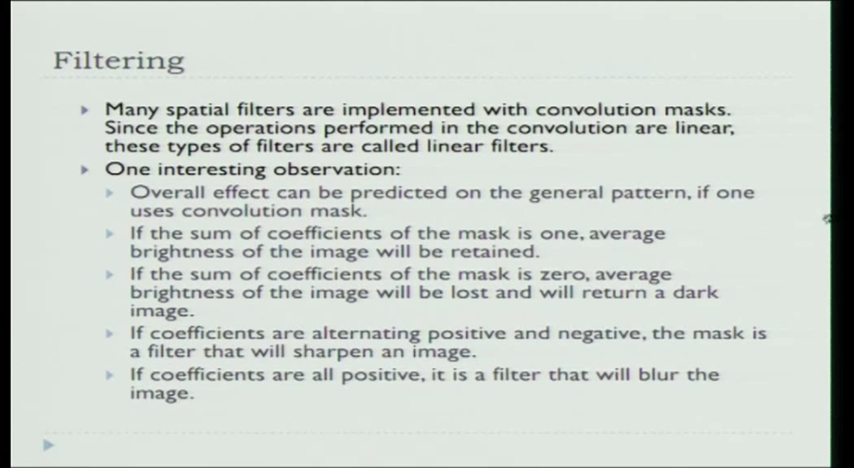 Filtering
Many spatial filters are implemented with convolution masks.
Since the operations performed in the convolution are linear,
these types of filters are called linear filters.
One interesting observation:
Overall effect can be predicted on the general pattern, if one
uses convolution mask.
If the sum of coefficients of the mask is one, average
brightness of the image will be retained.
If the sum of coefficients of the mask is zero, average
brightness of the image will be lost and will return a dark
image.
If coefficients are alternating positive and negative, the mask is
a filter that will sharpen an image.
If coefficients are all positive, it is a filter that will blur the
image.